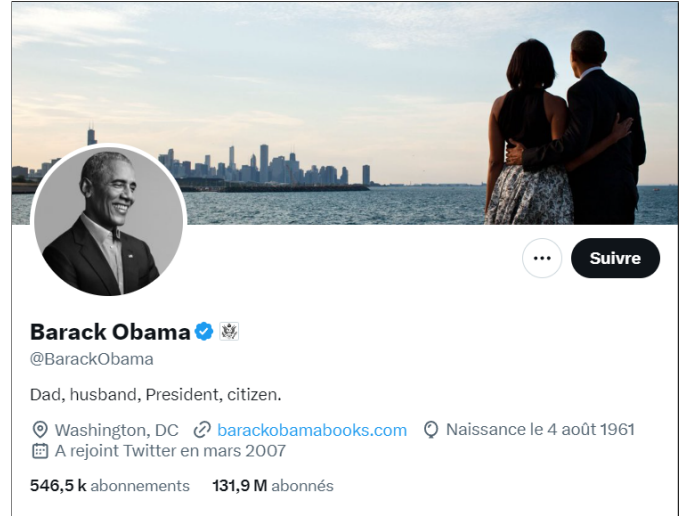 Suivre
Barack Obama
@BarackObama
Dad, husband, President, citizen.
Washington, DC barackobamabooks.com Naissance le 4 août 1961
A rejoint Twitter en mars 2007
546,5 k abonnements 131,9 M abonnés